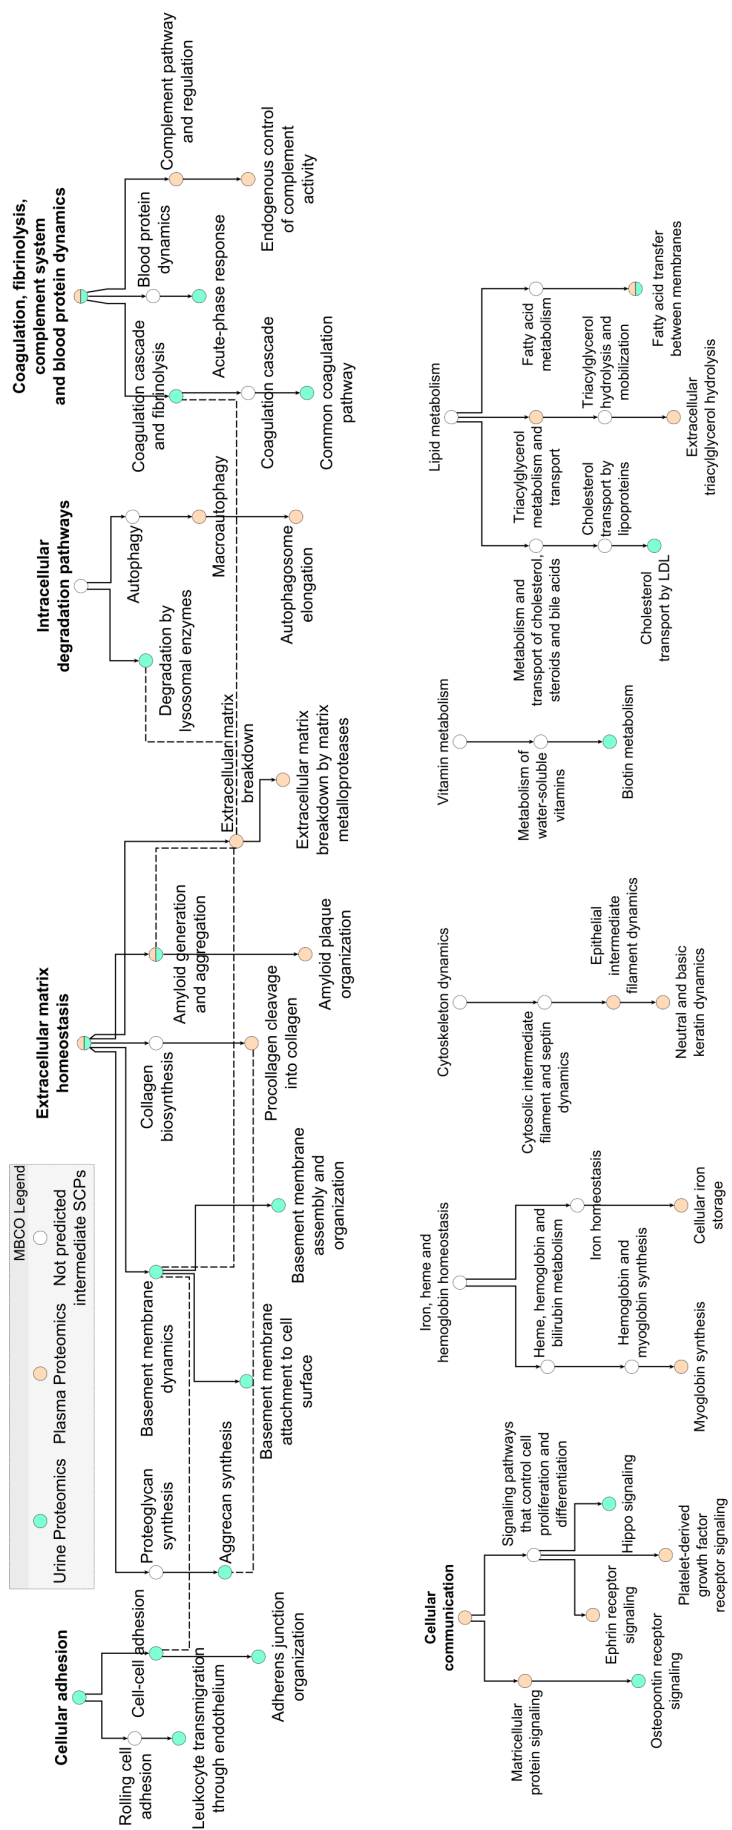 MBCO Legend
Urine Proteomics
Plasma Proteomics
Not predicted
intermediate SCPs
Cellular adhesion
Rolling cell
adhesion
Leukocyte transmigration
through endothelium
Cell-cell adhesion
Adherens junction
organization
Extracellular matrix
homeostasis
Proteoglycan
synthesis
Aggrecan synthesis
Basement membrane
dynamics
Basement membrane
attachment to cell
surface
Basement membrane
assembly and
organization
Collagen
biosynthesis
Procollagen cleavage
into collagen
Amyloid generation
and aggregation
Amyloid plaque
organization
Extracellular matrix
breakdown
Extracellular matrix
breakdown by matrix
metalloproteases
Intracellular
degradation pathways
Degradation by
lysosomal enzymes
Autophagy
Macroautophagy
Autophagosome
elongation
Coagulation, fibrinolysis,
complement system
and blood protein dynamics
Coagulation cascade
and fibrinolysis
Coagulation cascade
Common coagulation
pathway
Blood protein
dynamics
Acute-phase response
Complement pathway
and regulation
Endogenous control
of complement
activity
Cellular
communication
Matricellular
protein signaling
Osteopontin receptor
signaling
Signaling pathways
that control cell
proliferation and
differentiation
Ephrin receptor
signaling
Platelet-derived
growth factor
receptor signaling
Hippo signaling
Iron, heme and
hemoglobin homeostasis
Heme, hemoglobin and
bilirubin metabolism
Hemoglobin and
myoglobin synthesis
Myoglobin synthesis
Iron homeostasis
Cellular iron
storage
Cytoskeleton dynamics
Cytosolic intermediate
filament and septin
dynamics
Epithelial
intermediate
filament dynamics
Neutral and basic
keratin dynamics
Vitamin metabolism
Metabolism of
water-soluble
vitamins
Biotin metabolism
Lipid metabolism
Metabolism and
transport of cholesterol,
steroids and bile acids
Cholesterol
transport by
lipoproteins
Cholesterol
transport by LDL
Triacylglycerol
metabolism and
transport
Triacylglycerol
hydrolysis and
mobilization
Extracellular
triacylglycerol hydrolysis
Fatty acid
metabolism
Fatty acid transfer
between membranes